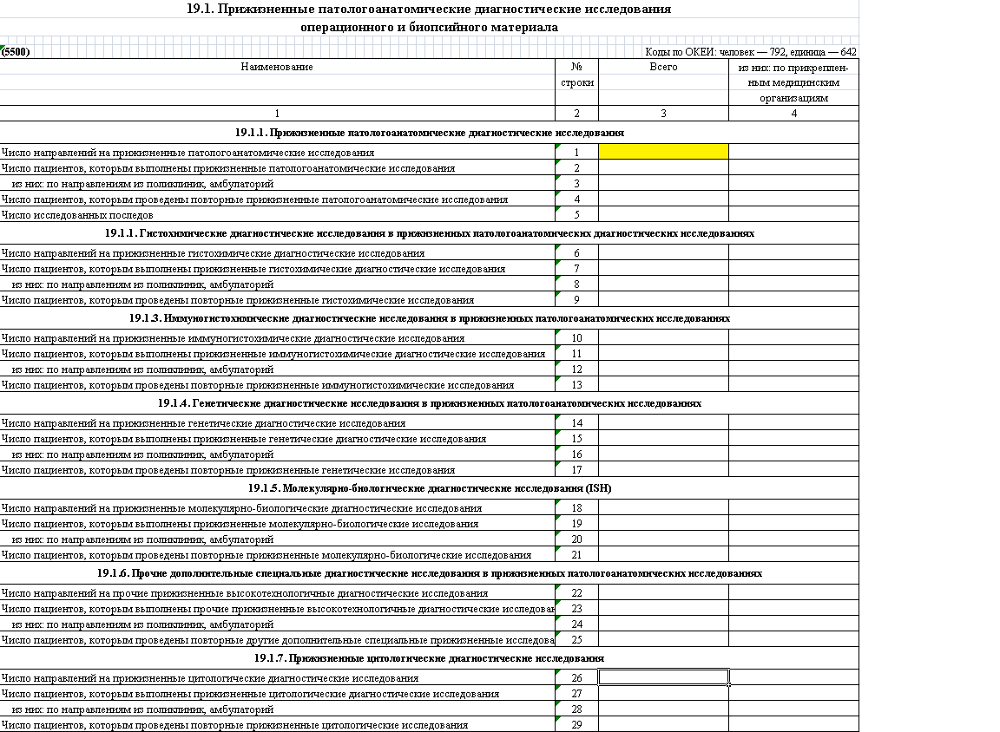 19.1. Прижизненные патологоанатомические диагностические исследования
операционного и биопсийного материала
(5500) Коды по ОКЕИ: человек — 792, единица — 642
Наименование № Всего из них: по прикреплен-
строки ным медицинским
организациям
1 2 3 4
19.1.1. Прижизненные патологоанатомические диагностические исследования
Число направлений на прижизненные патологоанатомические исследования 1
Число пациентов, которым выполнены прижизненные патологоанатомические исследования 2
из них: по направлениям из поликлиник, амбулаторий 3
Число пациентов, которым проведены повторные прижизненные патологоанатомические исследования 4
Число исследованных последов 5
19.1.1. Гистохимические диагностические исследования в прижизненных патологоанатомических диагностических исследованиях
Число направлений на прижизненные гистохимические диагностические исследования 6
Число пациентов, которым выполнены прижизненные гистохимические диагностические исследования 7
из них: по направлениям из поликлиник, амбулаторий 8
Число пациентов, которым проведены повторные прижизненные гистохимические исследования 9
19.1.3. Иммуногистохимические диагностические исследования в прижизненных патологоанатомических исследованиях
Число направлений на прижизненные иммуногистохимические диагностические исследования 10
Число пациентов, которым выполнены прижизненные иммуногистохимические диагностические исследования 11
из них: по направлениям из поликлиник, амбулаторий 12
Число пациентов, которым проведены повторные прижизненные иммуногистохимические исследования 13
19.1.4. Генетические диагностические исследования в прижизненных патологоанатомических исследованиях
Число направлений на прижизненные генетические диагностические исследования 14
Число пациентов, которым выполнены прижизненные генетические диагностические исследования 15
из них: по направлениям из поликлиник, амбулаторий 16
Число пациентов, которым проведены повторные прижизненные генетические исследования 17
19.1.5. Молекулярно-биологические диагностические исследования (ISH)
Число направлений на прижизненные молекулярно-биологические диагностические исследования 18
Число пациентов, которым выполнены прижизненные молекулярно-биологические исследования 19
из них: по направлениям из поликлиник, амбулаторий 20
Число пациентов, которым проведены повторные прижизненные молекулярно-биологические исследования 21
19.1.6. Прочие дополнительные специальные диагностические исследования в прижизненных патологоанатомических исследованиях
Число направлений на прочие прижизненные высокотехнологичные диагностические исследования 22
Число пациентов, которым выполнены прочие прижизненные высокотехнологичные диагностические исследован 23
из них: по направлениям из поликлиник, амбулаторий 24
Число пациентов, которым проведены повторные другие дополнительные специальные прижизненные исследова 25
19.1.7. Прижизненные цитологические диагностические исследования
Число направлений на прижизненные цитологические диагностические исследования 26
Число пациентов, которым выполнены прижизненные цитологические диагностические исследования 27
из них: по направлениям из поликлиник, амбулаторий 28
Число пациентов, которым проведены повторные прижизненные цитологические исследования 29